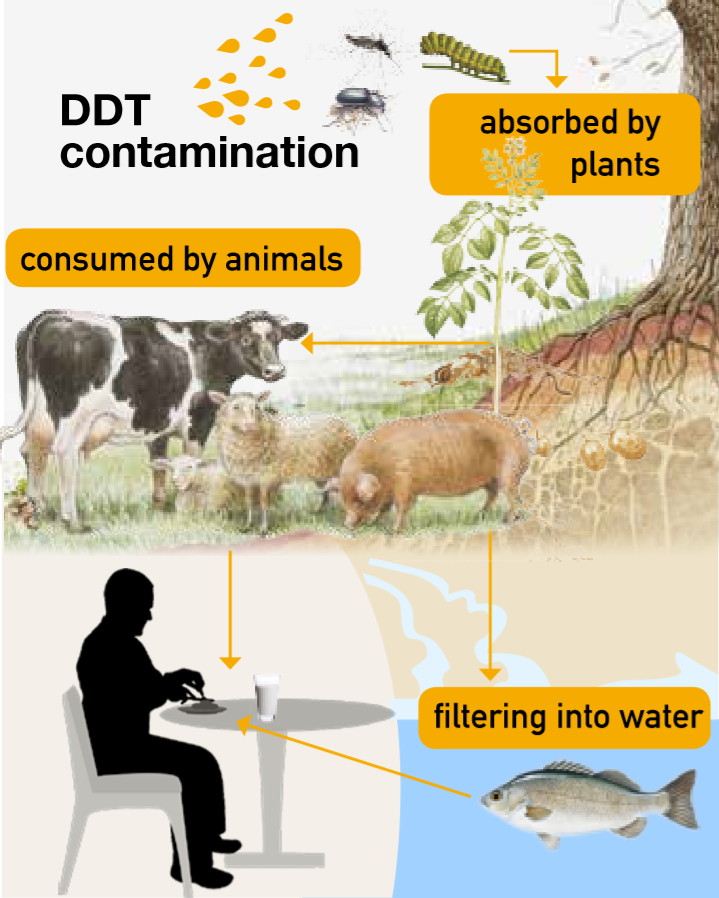 DDT
contamination
absorbed by
plants
consumed by animals
filtering into water